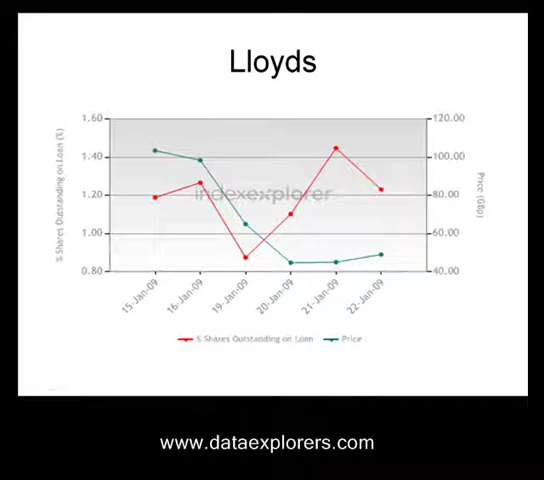 Lloyds
% Shares Outstanding on Loan (%)
1.60
1.40
1.20
1.00
0.80
indexexplorer
120.00
100.00
80.00
60.00
40.00
Price (GBp)
15-Jan-09
16-Jan-09
19-Jan-09
20-Jan-09
21-Jan-09
22-Jan-09
% Shares Outstanding on Loan
Price
www.dataexplorers.com